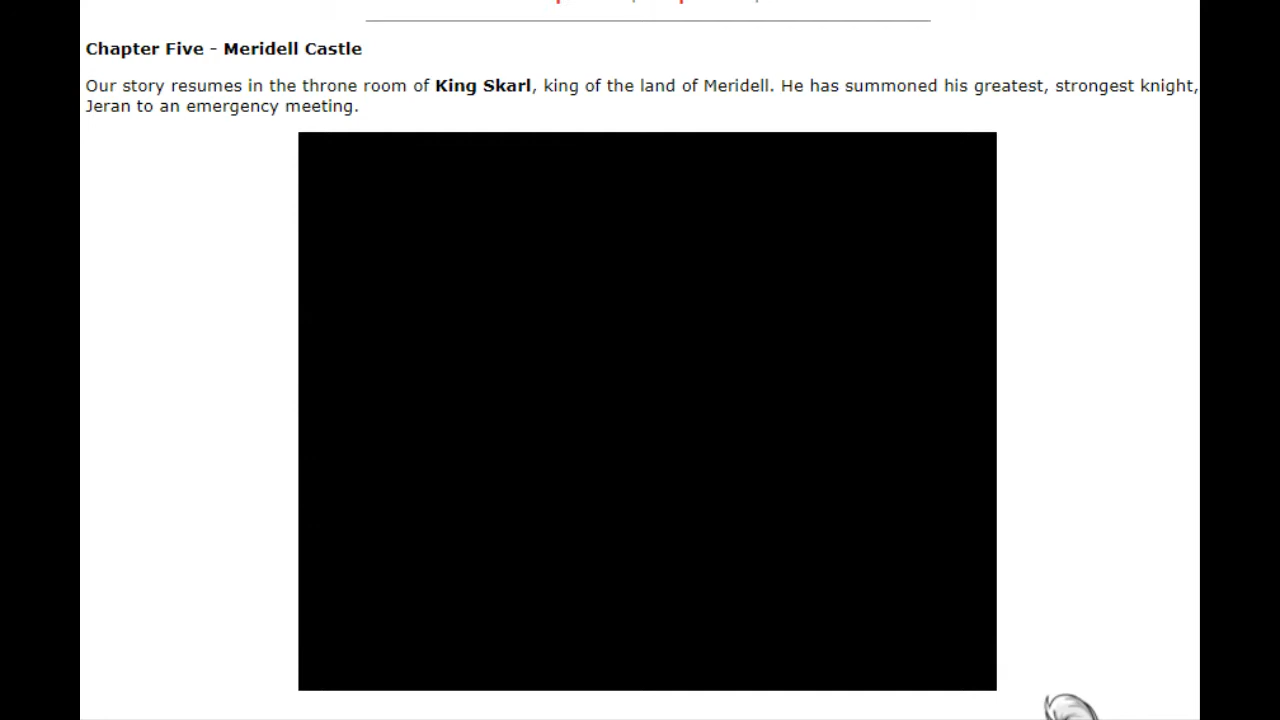 Chapter Five - Meridell Castle
Our story resumes in the throne room of King Skarl, king of the land of Meridell. He has summoned his greatest, strongest knight,
Jeran to an emergency meeting.